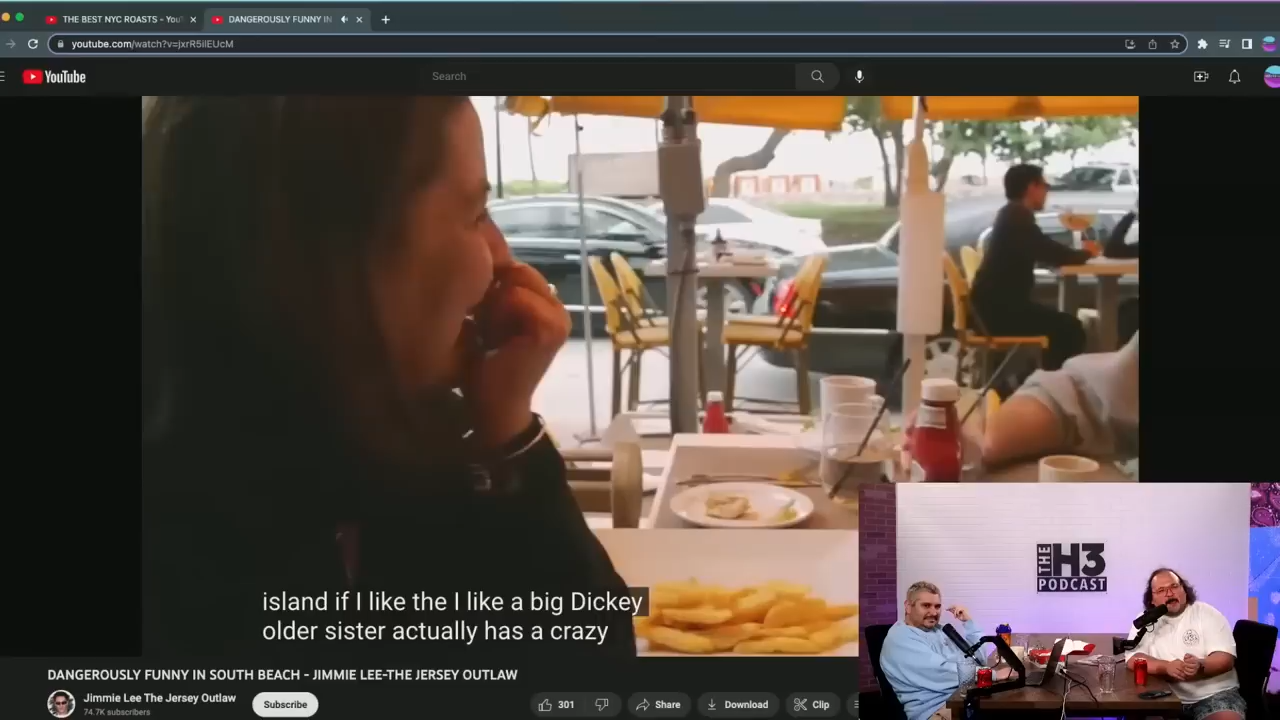 THE BEST NYC ROASTS - You
DANGEROUSLY FUNNY IN
youtube.com/watch?v=jxrR5ilEUcM
YouTube
Search
island if I like the I like a big Dickey
older sister actually has a crazy
THE H3
PODCAST
DANGEROUSLY FUNNY IN SOUTH BEACH - JIMMIE LEE-THE JERSEY OUTLAW
Jimmie Lee The Jersey Outlaw
74.7K subscribers
Subscribe
301
Share
Download
Clip